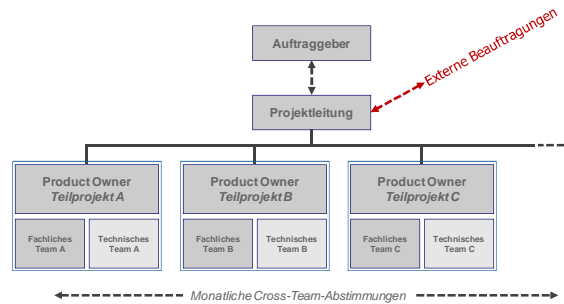 Auftraggeber
Externe Beauftragungen
Projektleitung
Product Owner
Teilprojekt A
Product Owner
Teilprojekt B
Product Owner
Teilprojekt C
Fachliches
Team A
Technisches
Team A
Fachliches
Team B
Technisches
Team B
Fachliches
Team C
Technisches
Team C
Monatliche Cross-Team-Abstimmungen